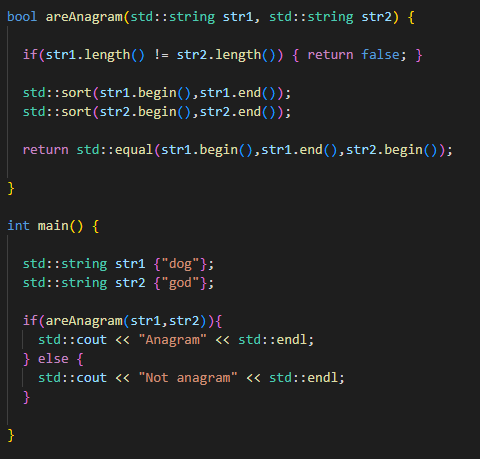 bool areAnagram(std::string str1, std::string str2) {
if(str1.length() != str2.length()) { return false; }
std::sort(str1.begin(),str1.end());
std::sort(str2.begin(),str2.end());
return std::equal(str1.begin(),str1.end(),str2.begin());
}
int main() {
std::string str1 {"dog"};
std::string str2 {"god"};
if(areAnagram(str1,str2)){
std::cout << "Anagram" << std::endl;
} else {
std::cout << "Not anagram" << std::endl;
}
}